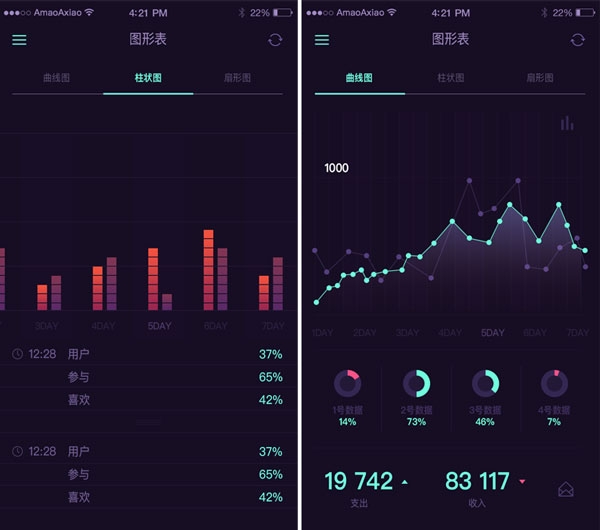 AmaoAxiao 4:21 PM 22%
图形表
曲线图 柱状图 扇形图
3DAY 4DAY 5DAY 6DAY 7DAY
12:28 用户 37%
参与 65%
喜欢 42%
12:28 用户 37%
参与 65%
喜欢 42%
AmaoAxiao 4:21 PM 22%
图形表
曲线图 柱状图 扇形图
1000
1DAY 2DAY 3DAY 4DAY 5DAY 6DAY 7DAY
1号数据 2号数据 3号数据 4号数据
14% 73% 46% 7%
19 742 83 117
支出 收入